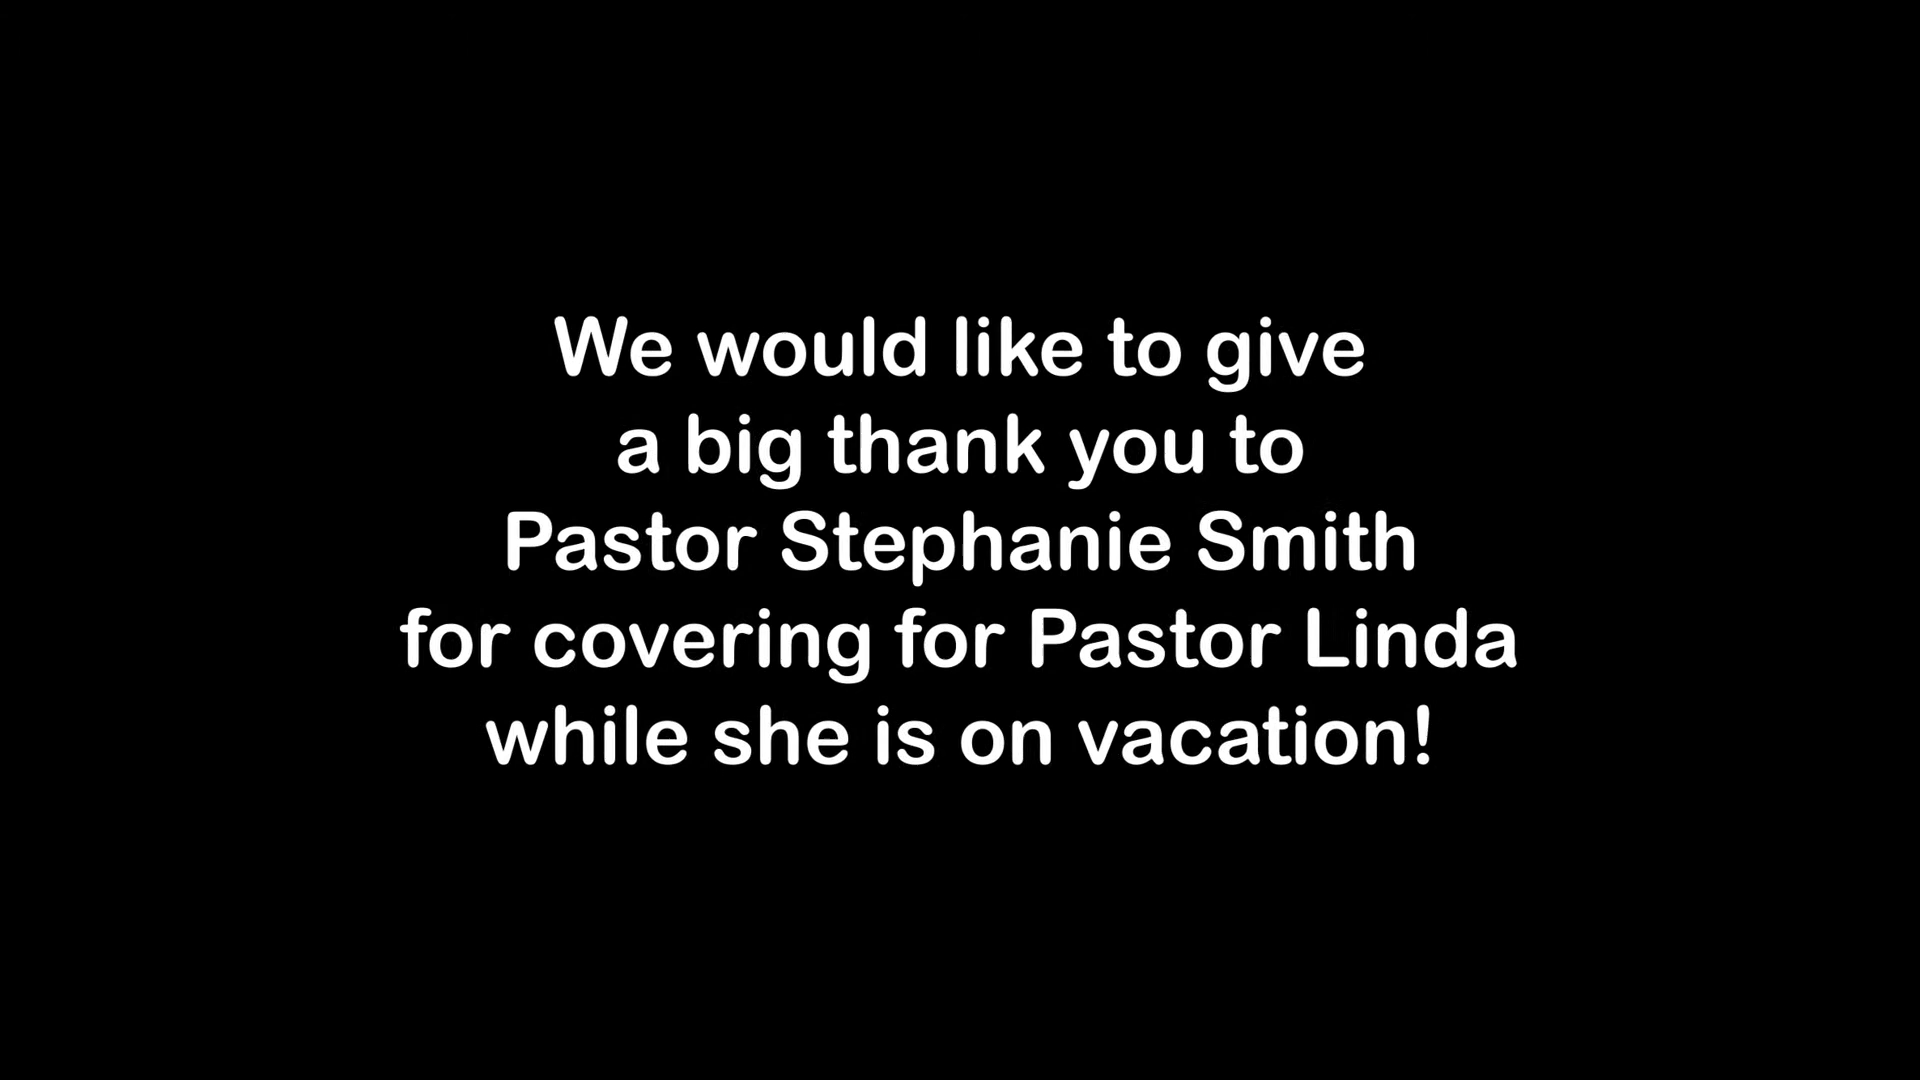 We would like to give
a big thank you to
Pastor Stephanie Smith
for covering for Pastor Linda
while she is on vacation!